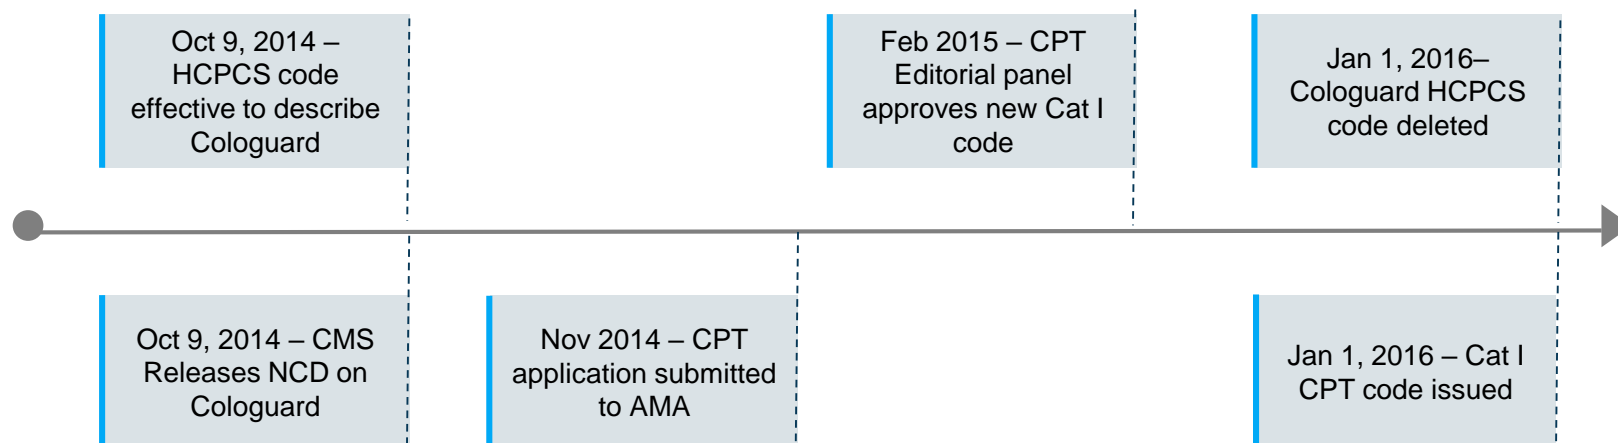 Oct 9, 2014 –
HCPCS code
effective to describe
Cologuard
Feb 2015 – CPT
Editorial panel
approves new Cat I
code
Jan 1, 2016–
Cologuard HCPCS
code deleted
Oct 9, 2014 – CMS
Releases NCD on
Cologuard
Nov 2014 – CPT
application submitted
to AMA
Jan 1, 2016 – Cat I
CPT code issued